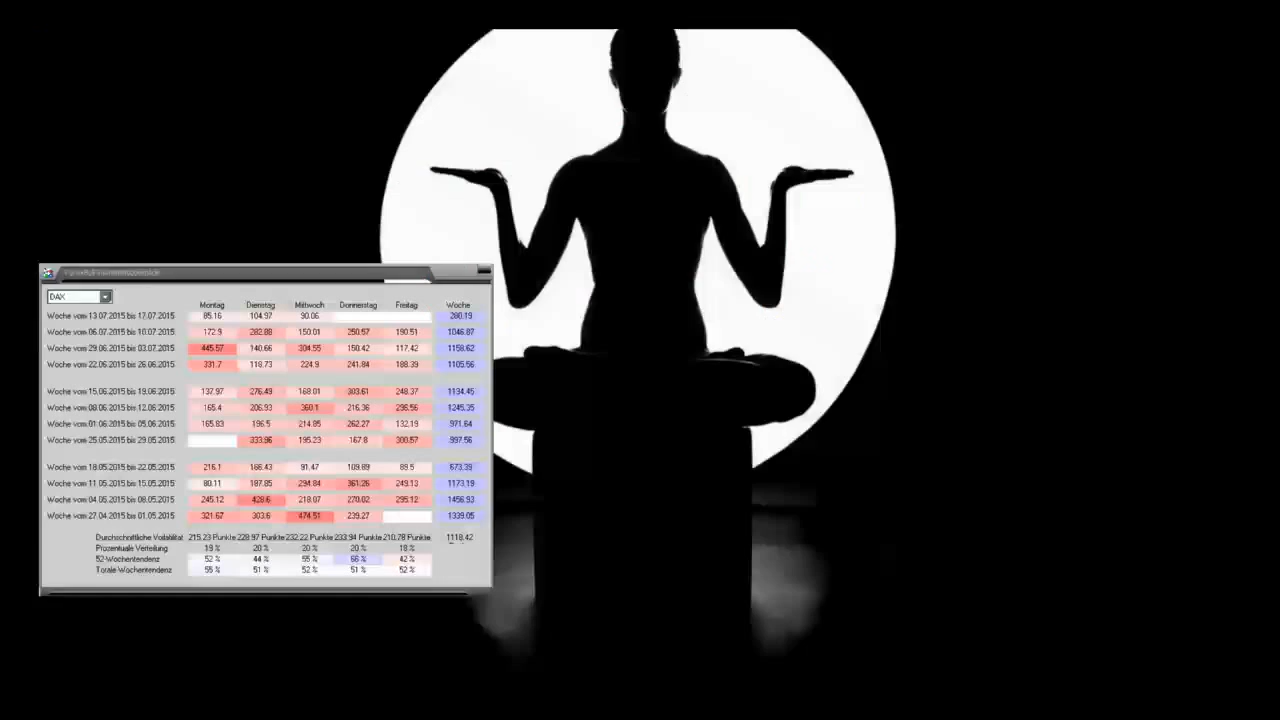 DAX
Montag Dienstag Mittwoch Donnerstag Freitag Woche
Woche vom 13.07.2015 bis 17.07.2015 85.16 104.97 90.06 280.19
Woche vom 06.07.2015 bis 10.07.2015 172.9 282.88 150.01 250.57 190.51 1046.87
Woche vom 29.06.2015 bis 03.07.2015 445.57 140.66 304.55 150.42 117.42 1158.62
Woche vom 22.06.2015 bis 26.06.2015 331.7 118.73 224.9 241.84 188.39 1105.56
Woche vom 15.06.2015 bis 19.06.2015 137.97 276.49 168.01 303.61 248.37 1134.45
Woche vom 08.06.2015 bis 12.06.2015 165.4 206.93 360.1 216.36 296.56 1245.35
Woche vom 01.06.2015 bis 05.06.2015 165.83 196.5 214.85 262.27 132.19 971.64
Woche vom 25.05.2015 bis 29.05.2015 333.96 195.23 167.8 300.57 997.56
Woche vom 18.05.2015 bis 22.05.2015 216.1 166.43 91.47 109.89 89.5 673.39
Woche vom 11.05.2015 bis 15.05.2015 80.11 187.85 294.84 361.26 249.13 1173.19
Woche vom 04.05.2015 bis 08.05.2015 245.12 428.6 218.07 270.02 295.12 1456.93
Woche vom 27.04.2015 bis 01.05.2015 321.67 303.6 474.51 239.27 1339.05
Durchschnittliche Volatilität 215.23 Punkte 228.97 Punkte 232.22 Punkte 233.94 Punkte 210.78 Punkte 1118.42
Prozentuale Verteilung 19 % 20 % 20 % 20 % 18 %
52-Wochentendenz 52 % 44 % 55 % 66 % 42 %
Totale Wochentendenz 55 % 51 % 52 % 51 % 52 %